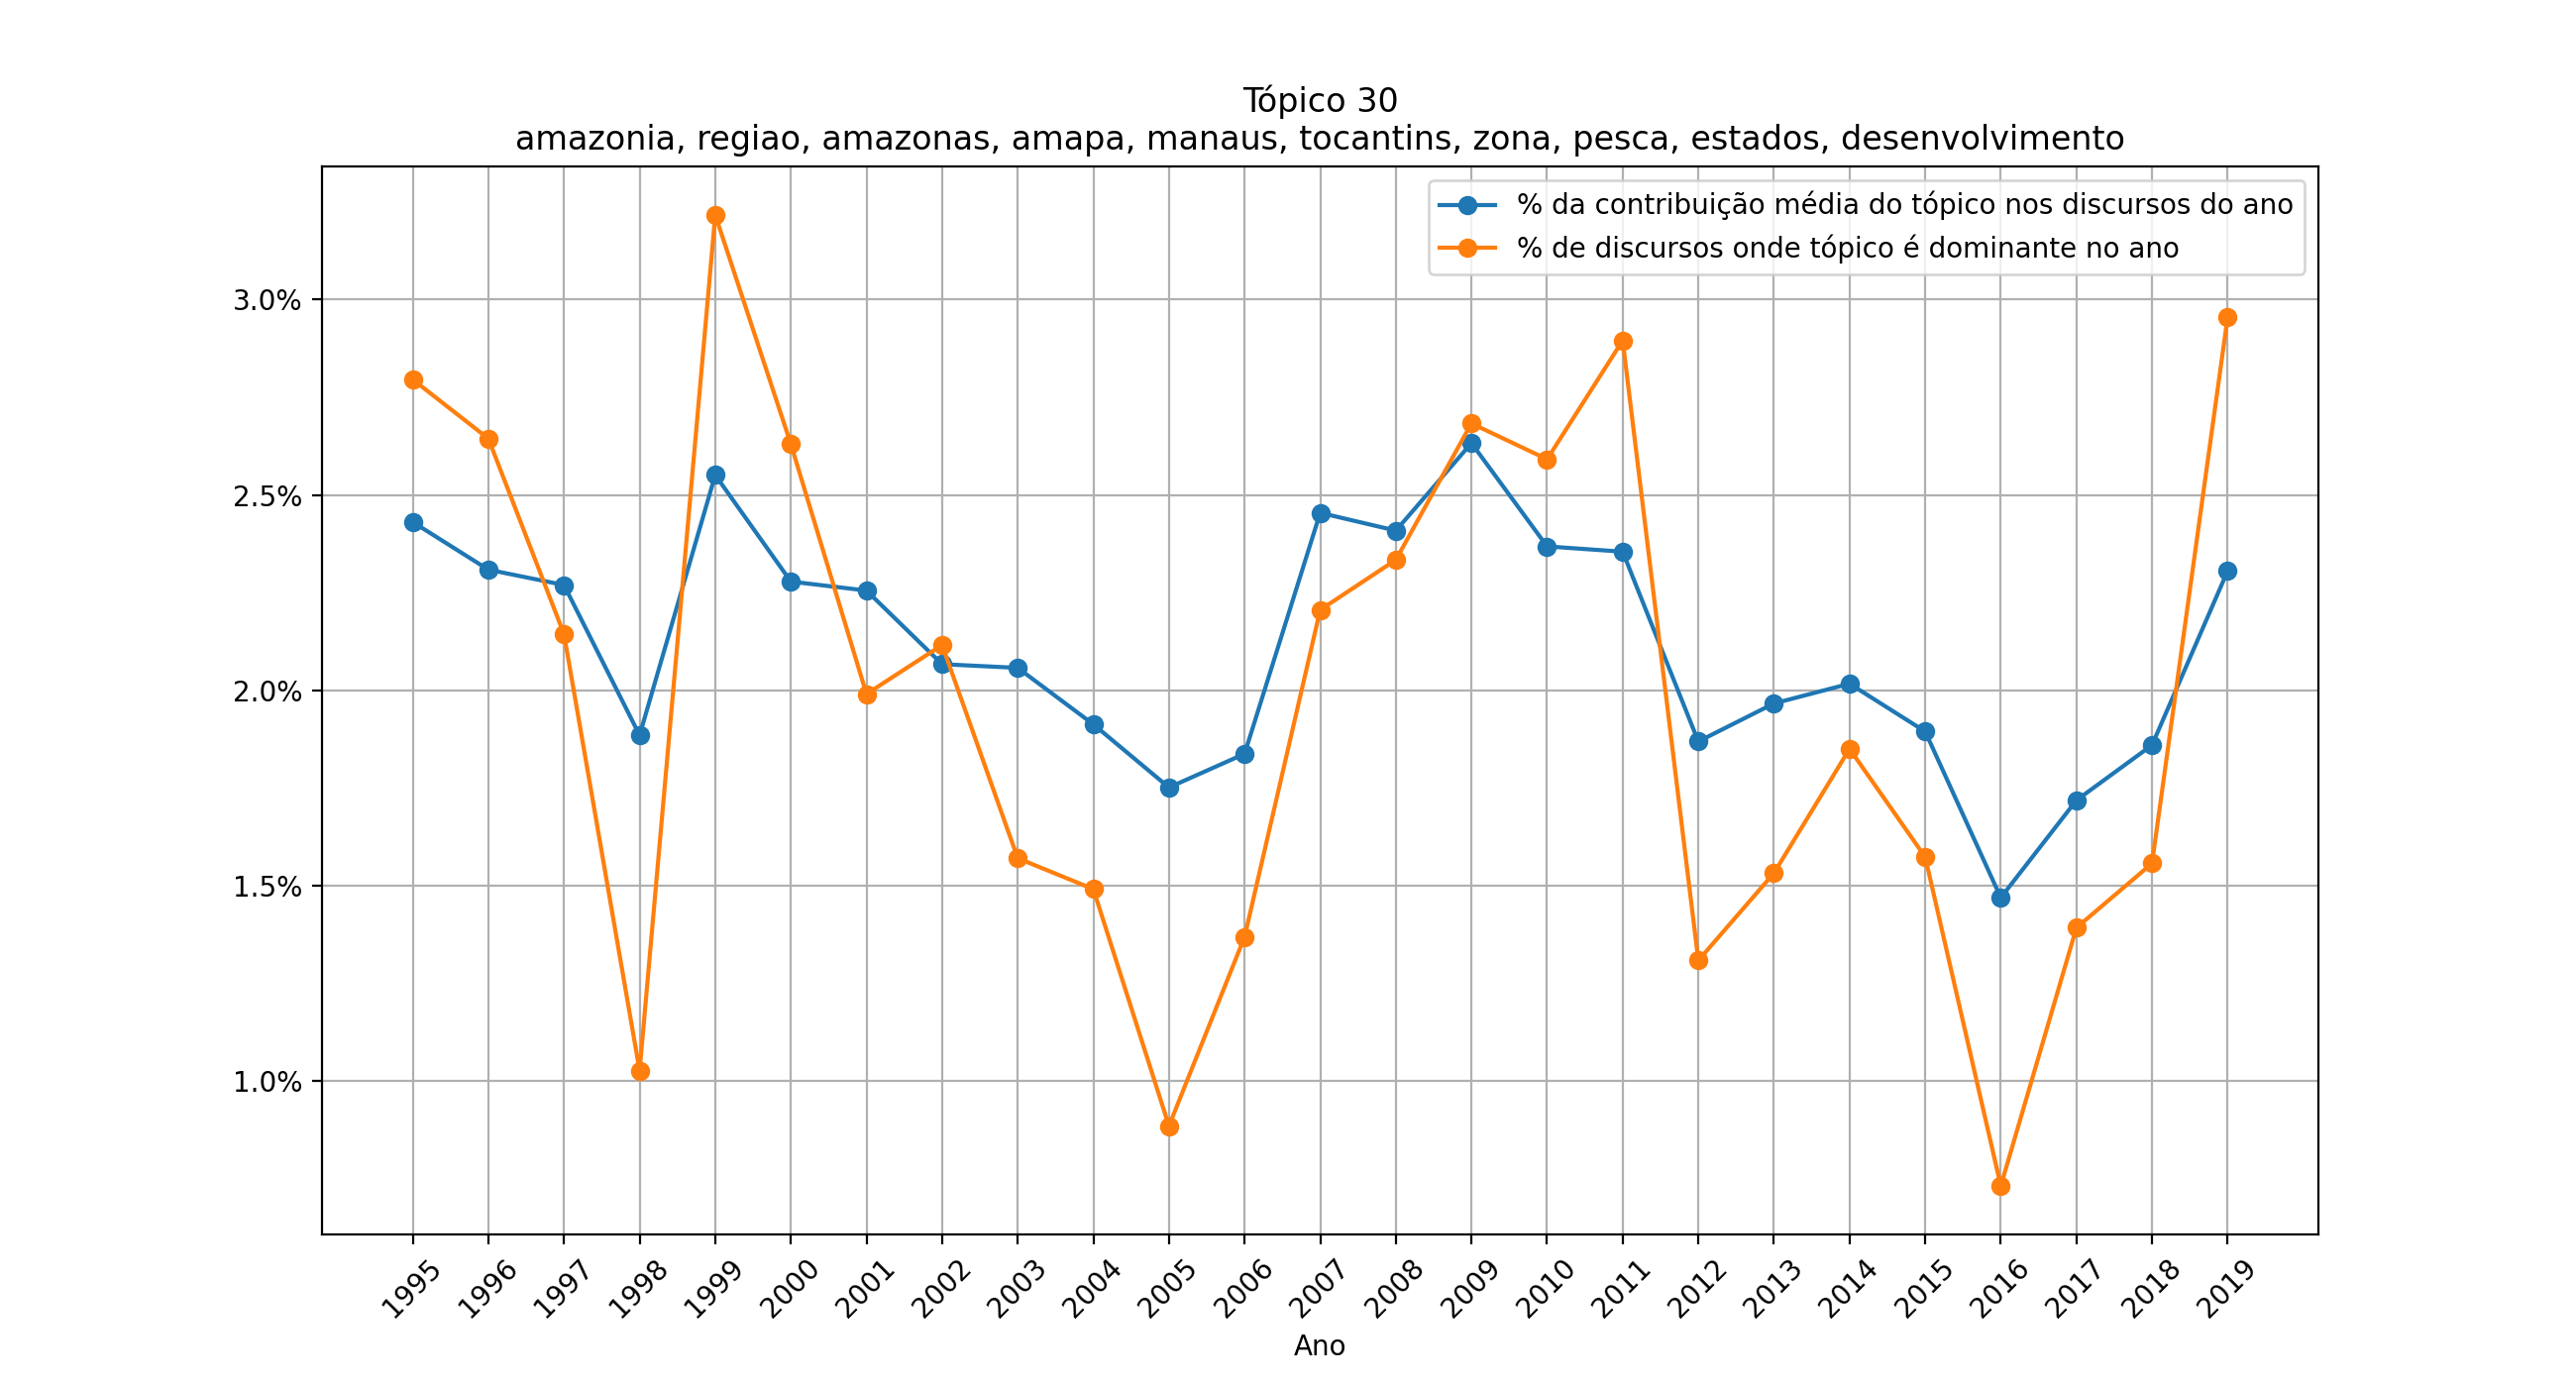 Tópico 30
amazonia, regiao, amazonas, amapa, manaus, tocantins, zona, pesca, estados, desenvolvimento
% da contribuição média do tópico nos discursos do ano
% de discursos onde tópico é dominante no ano
3.0%
2.5%
2.0%
1.5%
1.0%
1995 1996 1997 1998 1999 2000 2001 2002 2003 2004 2005 2006 2007 2008 2009 2010 2011 2012 2013 2014 2015 2016 2017 2018 2019
Ano